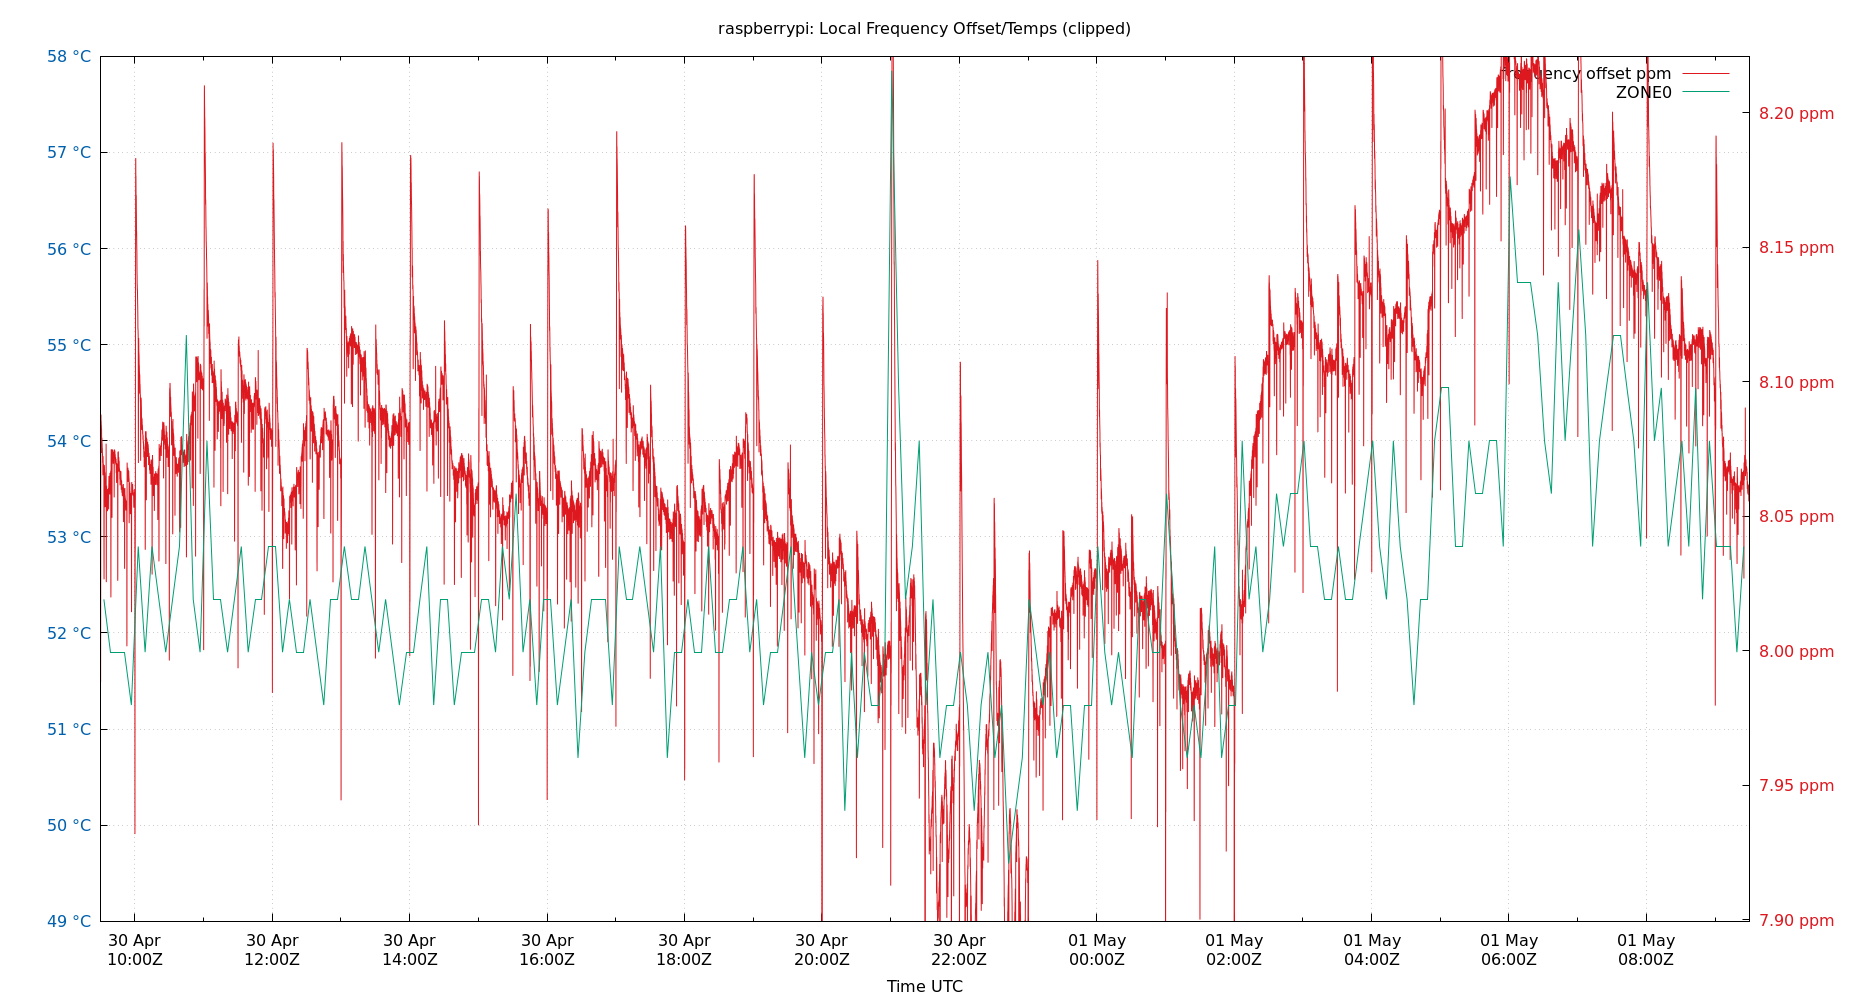 raspberrypi: Local Frequency Offset/Temps (clipped)
58 °C
57 °C
56 °C
55 °C
54 °C
53 °C
52 °C
51 °C
50 °C
49 °C
frequency offset ppm
ZONE0
8.20 ppm
8.15 ppm
8.10 ppm
8.05 ppm
8.00 ppm
7.95 ppm
7.90 ppm
30 Apr 30 Apr 30 Apr 30 Apr 30 Apr 30 Apr 30 Apr 01 May 01 May 01 May 01 May 01 May
10:00Z 12:00Z 14:00Z 16:00Z 18:00Z 20:00Z 22:00Z 00:00Z 02:00Z 04:00Z 06:00Z 08:00Z
Time UTC